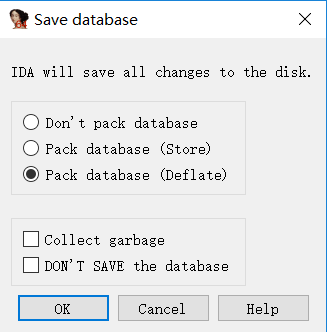 Save database
IDA will save all changes to the disk.
Don't pack database
Pack database (Store)
Pack database (Deflate)
Collect garbage
DON'T SAVE the database
OK
Cancel
Help